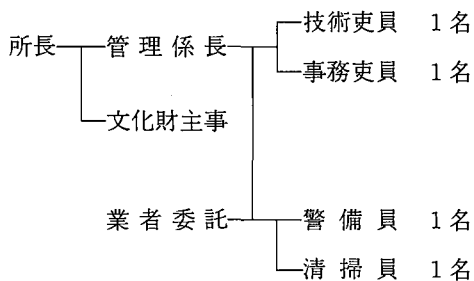 技術吏員 1名
所長 管理係長
事務吏員 1名
文化財主事
業者委託 警備員 1名
清掃員 1名